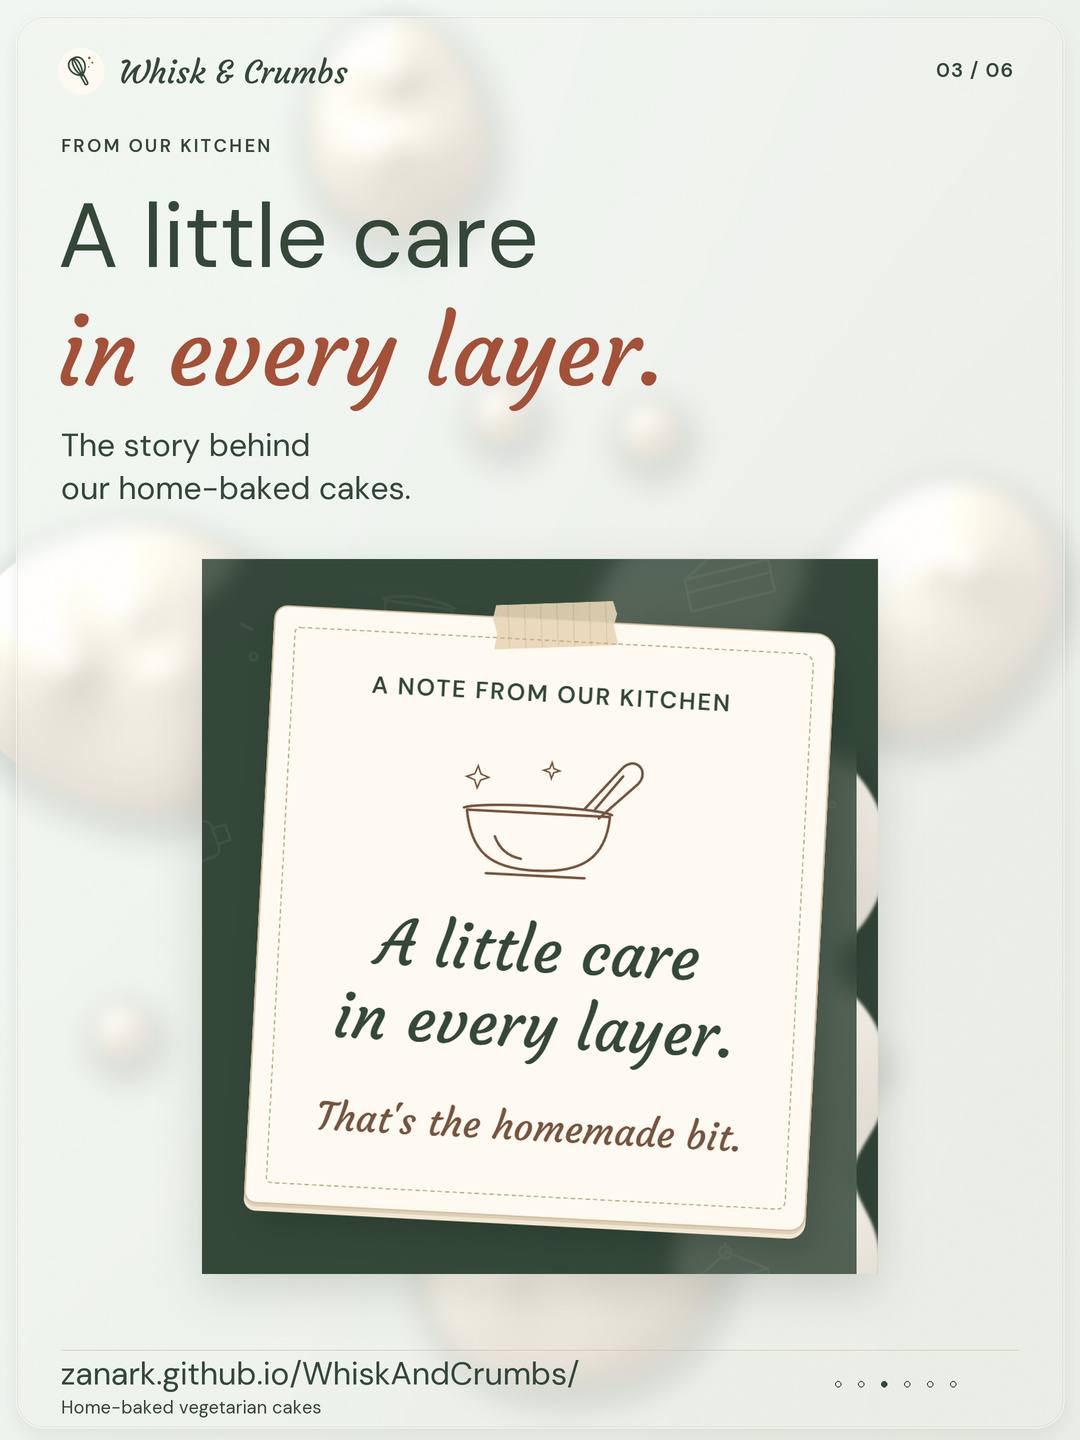 Whisk & Crumbs
03 / 06
FROM OUR KITCHEN
A little care
in every layer.
The story behind
our home-baked cakes.
A NOTE FROM OUR KITCHEN
A little care
in every layer.
That's the homemade bit.
zanark.github.io/WhiskAndCrumbs/
Home-baked vegetarian cakes